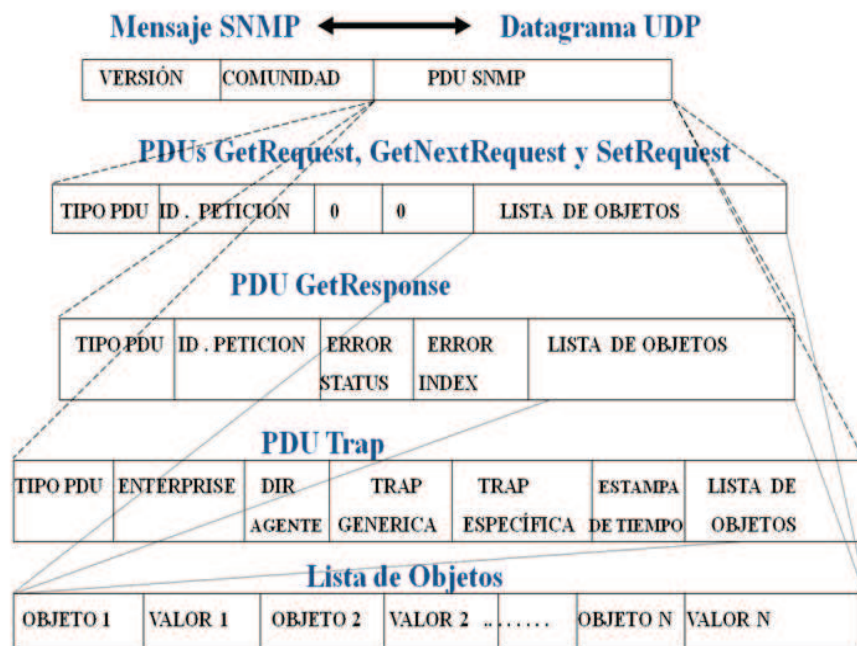 Mensaje SNMP Datagrama UDP
VERSIÓN COMUNIDAD PDU SNMP
PDUs GetRequest, GetNextRequest y SetRequest
TIPO PDU ID . PETICION 0 0 LISTA DE OBJETOS
PDU GetResponse
TIPO PDU ID . PETICION ERROR ERROR LISTA DE OBJETOS
STATUS INDEX
PDU Trap
TIPO PDU ENTERPRISE DIR TRAP TRAP ESTAMPA LISTA DE
AGENTE GENERICA ESPECÍFICA DE TIEMPO OBJETOS
Lista de Objetos
OBJETO 1 VALOR 1 OBJETO 2 VALOR 2 ........ OBJETO N VALOR N